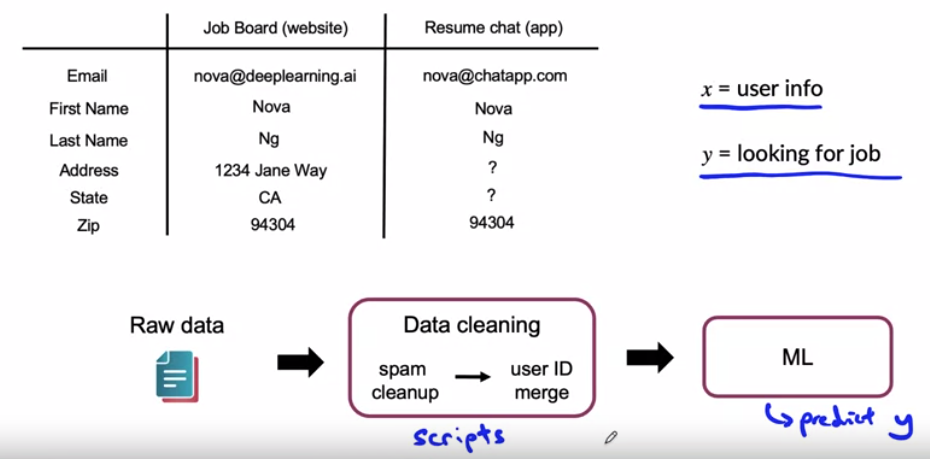 Job Board (website) Resume chat (app)
Email nova@deeplearning.ai nova@chatapp.com
First Name Nova Nova
Last Name Ng Ng
Address 1234 Jane Way ?
State CA ?
Zip 94304 94304
x = user info
y = looking for job
Raw data
Data cleaning
spam cleanup
user ID merge
scripts
ML
predict y